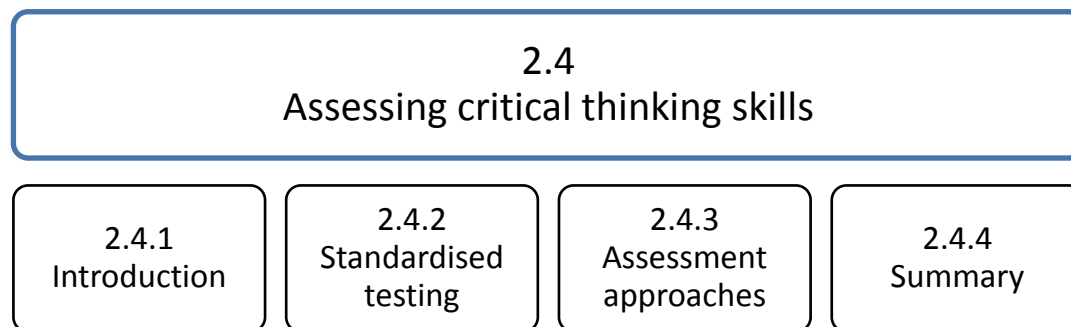 2.4
Assessing critical thinking skills
2.4.1
Introduction
2.4.2
Standardised
testing
2.4.3
Assessment
approaches
2.4.4
Summary